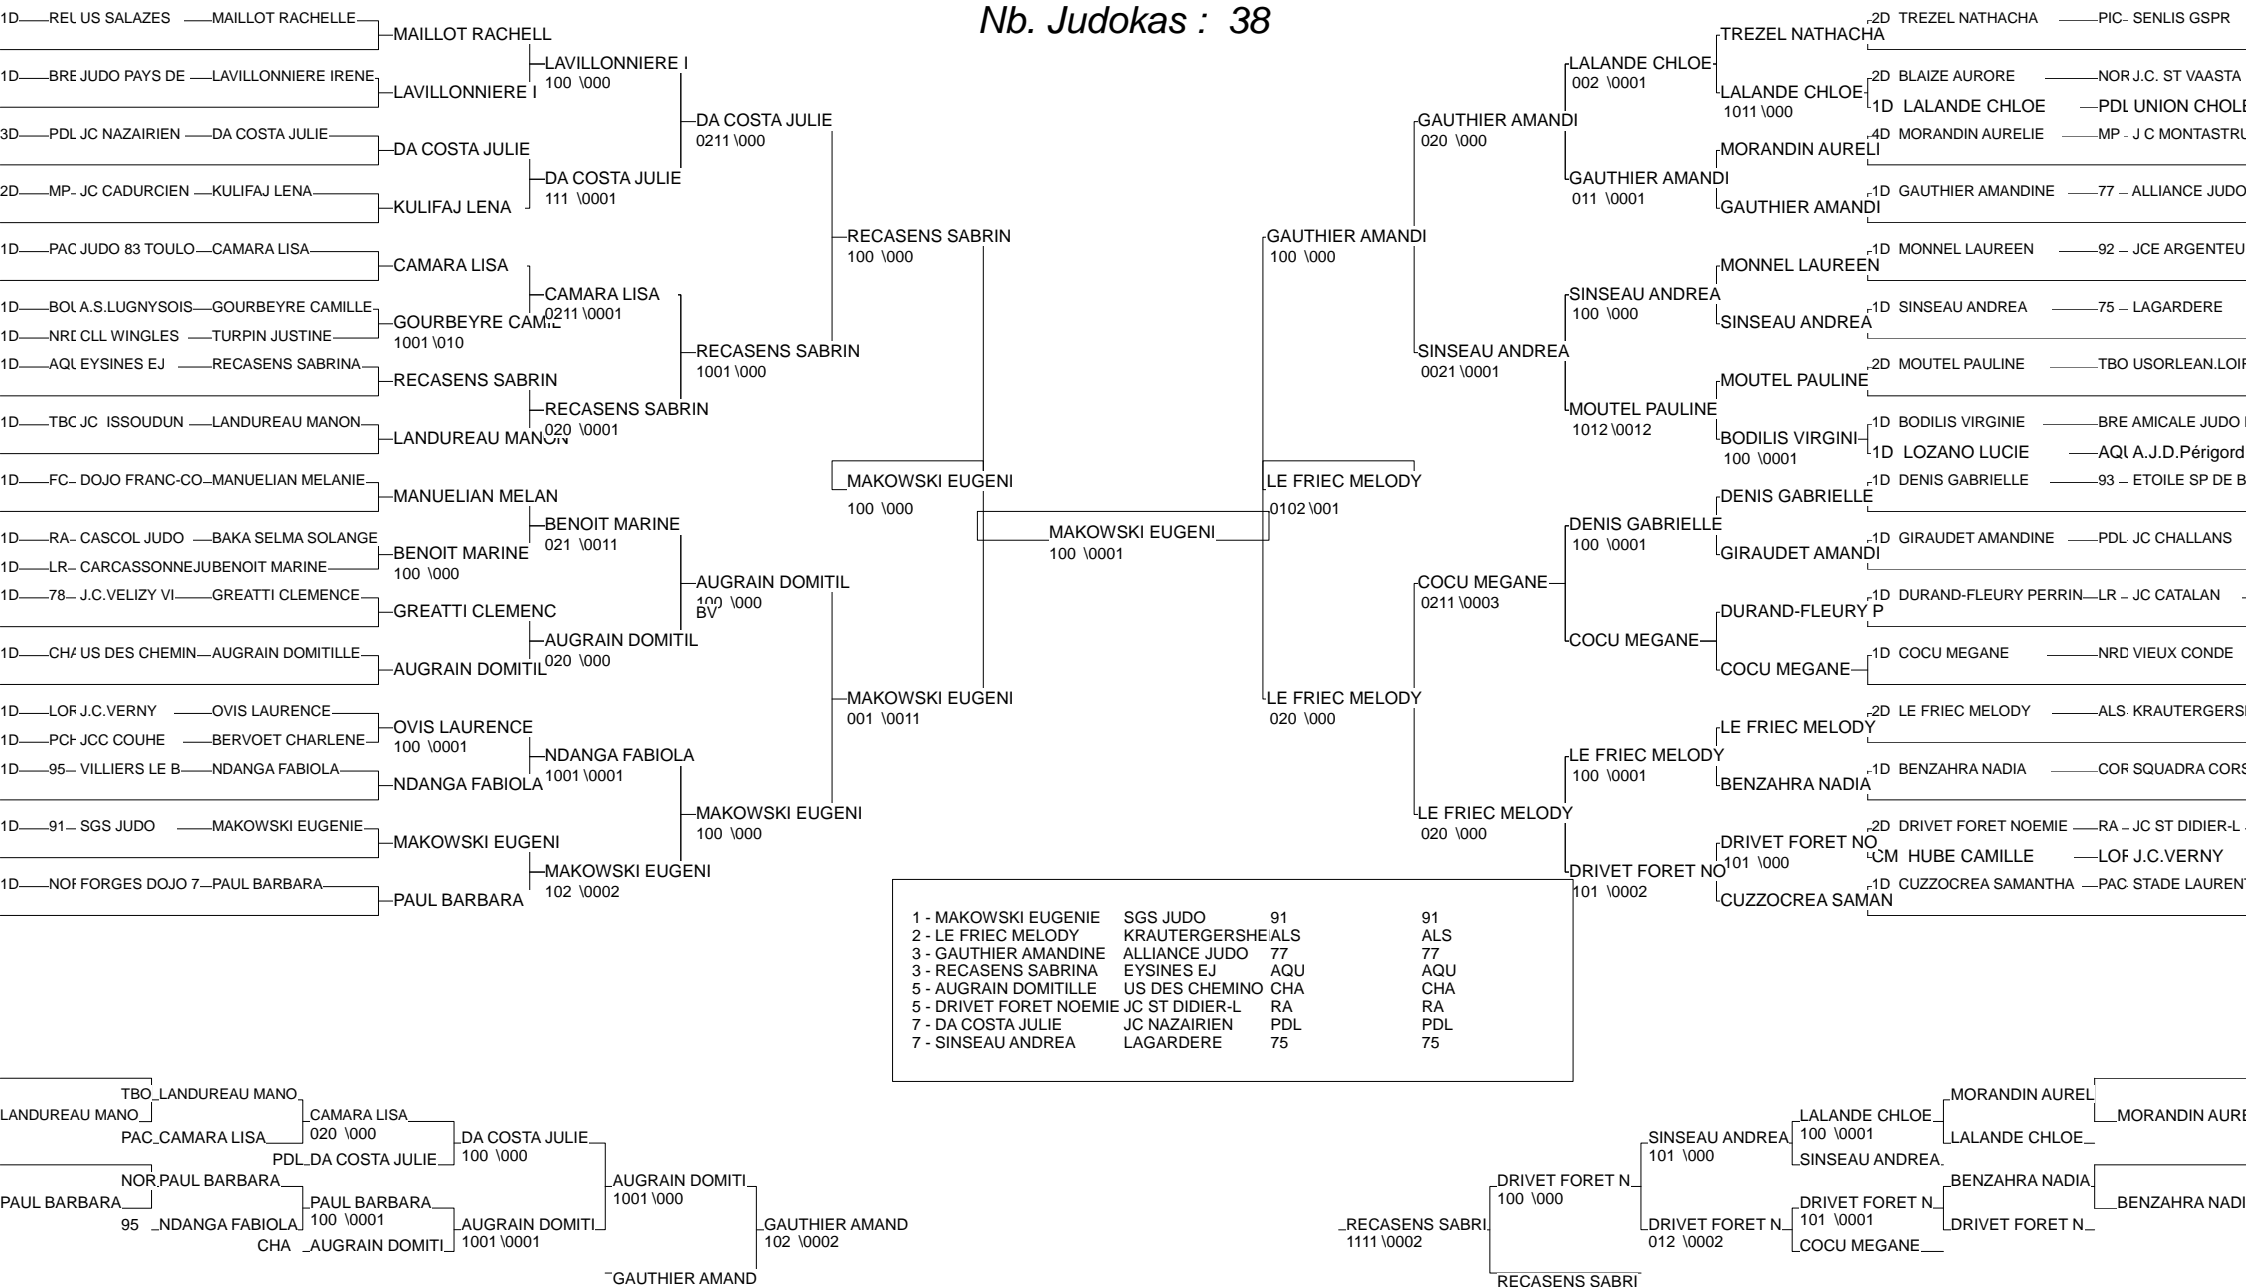 Nb. Judokas : 38
1D REU US SALAZES MAILLOT RACHELLE
1D BRE JUDO PAYS DE LAVILLONNIERE IRENE
3D PDL JC NAZAIRIEN DA COSTA JULIE
2D MP- JC CADURCIEN KULIFAJ LENA
1D PAC JUDO 83 TOULO CAMARA LISA
1D BOU A.S.LUGNYSOIS GOURBEYRE CAMILLE
1D NRD CLL WINGLES TURPIN JUSTINE
1D AQU EYSINES EJ RECASENS SABRINA
1D TBO JC ISSOUDUN LANDUREAU MANON
1D FC- DOJO FRANC-CO MANUELIAN MELANIE
1D RA- CASCOL JUDO BAKA SELMA SOLANGE
1D LR- CARCASSONNEJU BENOIT MARINE
1D 78- J.C.VELIZY VI GREATTI CLEMENCE
1D CHA US DES CHEMIN AUGRAIN DOMITILLE
1D LOR J.C.VERNY OVIS LAURENCE
1D PCH JCC COUHE BERVOET CHARLENE
1D 95- VILLIERS LE B NDANGA FABIOLA
1D 91- SGS JUDO MAKOWSKI EUGENIE
1D NOR FORGES DOJO 7 PAUL BARBARA
MAILLOT RACHELL
LAVILLONNIERE I
DA COSTA JULIE
KULIFAJ LENA
CAMARA LISA
GOURBEYRE CAMIL
1001 \010
RECASENS SABRIN
LANDUREAU MANON
MANUELIAN MELAN
BENOIT MARINE
100 \000
GREATTI CLEMENC
AUGRAIN DOMITIL
OVIS LAURENCE
100 \0001
NDANGA FABIOLA
MAKOWSKI EUGENI
PAUL BARBARA
LAVILLONNIERE I
100 \000
DA COSTA JULIE
111 \0001
CAMARA LISA
0211 \0001
RECASENS SABRIN
020 \0001
BENOIT MARINE
021 \0011
AUGRAIN DOMITIL
020 \000
NDANGA FABIOLA
1001 \0001
MAKOWSKI EUGENI
102 \0002
DA COSTA JULIE
0211 \000
RECASENS SABRIN
1001 \000
AUGRAIN DOMITIL
100 \000
BV
MAKOWSKI EUGENI
100 \000
RECASENS SABRIN
100 \000
MAKOWSKI EUGENI
001 \0011
MAKOWSKI EUGENI
100 \000
MAKOWSKI EUGENI
100 \0001
LE FRIEC MELODY
0102 \001
GAUTHIER AMANDI
100 \000
LE FRIEC MELODY
020 \000
GAUTHIER AMANDI
020 \000
SINSEAU ANDREA
0021 \0001
COCU MEGANE
0211 \0003
LE FRIEC MELODY
020 \000
LALANDE CHLOE
002 \0001
GAUTHIER AMANDI
011 \0001
SINSEAU ANDREA
100 \000
MOUTEL PAULINE
1012 \0012
DENIS GABRIELLE
100 \0001
COCU MEGANE
LE FRIEC MELODY
100 \0001
DRIVET FORET NO
101 \0002
TREZEL NATHACHA
LALANDE CHLOE
1011 \000
MORANDIN AURELI
GAUTHIER AMANDI
MONNEL LAUREEN
SINSEAU ANDREA
MOUTEL PAULINE
BODILIS VIRGINI
100 \0001
DENIS GABRIELLE
GIRAUDET AMANDI
DURAND-FLEURY P
COCU MEGANE
LE FRIEC MELODY
BENZAHRA NADIA
DRIVET FORET NO
101 \000
CUZZOCREA SAMAN
2D TREZEL NATHACHA PIC- SENLIS GSPR
2D BLAIZE AURORE NOR J.C. ST VAASTA
1D LALANDE CHLOE PDL UNION CHOLE
4D MORANDIN AURELIE MP - J C MONTASTRU
1D GAUTHIER AMANDINE 77 - ALLIANCE JUDO
1D MONNEL LAUREEN 92 - JCE ARGENTEU
1D SINSEAU ANDREA 75 - LAGARDERE
2D MOUTEL PAULINE TBO USORLEAN.LOIR
1D BODILIS VIRGINIE BRE AMICALE JUDO
1D LOZANO LUCIE AQU A.J.D.Périgord
1D DENIS GABRIELLE 93 - ETOILE SP DE B
1D GIRAUDET AMANDINE PDL JC CHALLANS
1D DURAND-FLEURY PERRIN LR - JC CATALAN
1D COCU MEGANE NRD VIEUX CONDE
2D LE FRIEC MELODY ALS KRAUTERGERS
1D BENZAHRA NADIA COR SQUADRA CORS
2D DRIVET FORET NOEMIE RA - JC ST DIDIER-L
CM HUBE CAMILLE LOR J.C.VERNY
1D CUZZOCREA SAMANTHA PAC STADE LAURENT
1 - MAKOWSKI EUGENIE SGS JUDO 91 91
2 - LE FRIEC MELODY KRAUTERGERSHE ALS ALS
3 - GAUTHIER AMANDINE ALLIANCE JUDO 77 77
3 - RECASENS SABRINA EYSINES EJ AQU AQU
5 - AUGRAIN DOMITILLE US DES CHEMINO CHA CHA
5 - DRIVET FORET NOEMIE JC ST DIDIER-L RA RA
7 - DA COSTA JULIE JC NAZAIRIEN PDL PDL
7 - SINSEAU ANDREA LAGARDERE 75 75
LANDUREAU MANO
PAUL BARBARA
TBO LANDUREAU MANO
PAC CAMARA LISA
NOR PAUL BARBARA
95 NDANGA FABIOLA
CAMARA LISA
020 \000
PDL DA COSTA JULIE
PAUL BARBARA
100 \0001
CHA AUGRAIN DOMITI
DA COSTA JULIE
100 \000
AUGRAIN DOMITI
1001 \0001
AUGRAIN DOMITI
1001 \000
GAUTHIER AMAND
GAUTHIER AMAND
102 \0002
RECASENS SABRI
1111 \0002
DRIVET FORET N
100 \000
RECASENS SABRI
SINSEAU ANDREA
101 \000
DRIVET FORET N
012 \0002
LALANDE CHLOE
100 \0001
SINSEAU ANDREA
DRIVET FORET N
101 \0001
COCU MEGANE
MORANDIN AUREL
LALANDE CHLOE
BENZAHRA NADIA
DRIVET FORET N
MORANDIN AURE
BENZAHRA NADI